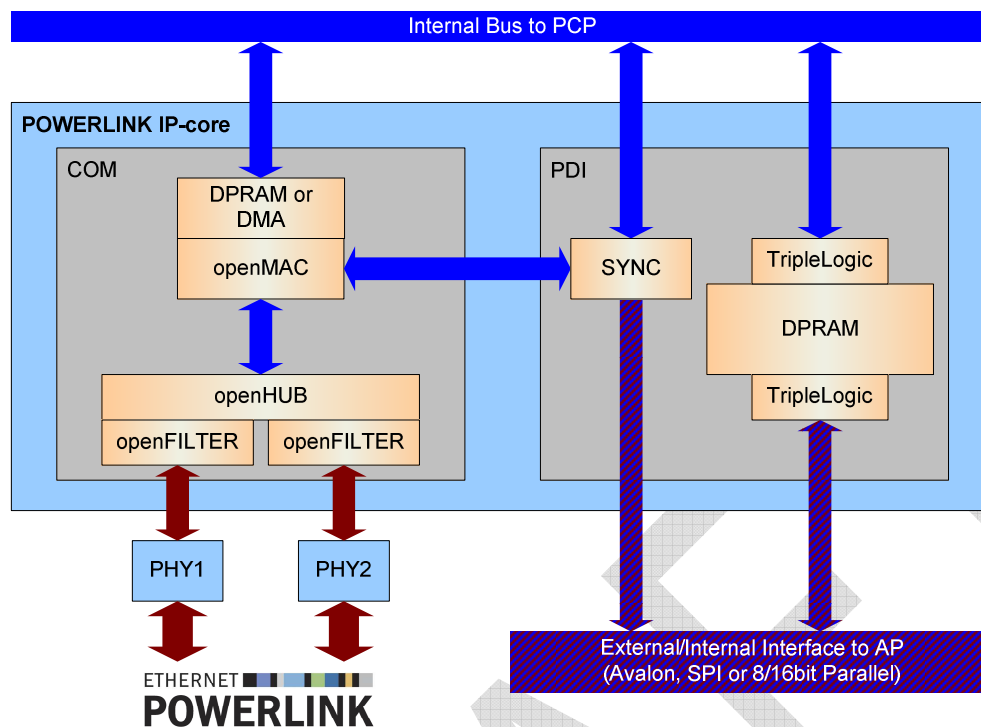 Internal Bus to PCP
POWERLINK IP-core
COM
DPRAM or
DMA
openMAC
openHUB
openFILTER
openFILTER
PDI
SYNC
TripleLogic
DPRAM
TripleLogic
PHY1
PHY2
External/Internal Interface to AP
(Avalon, SPI or 8/16bit Parallel)
ETHERNET
POWERLINK